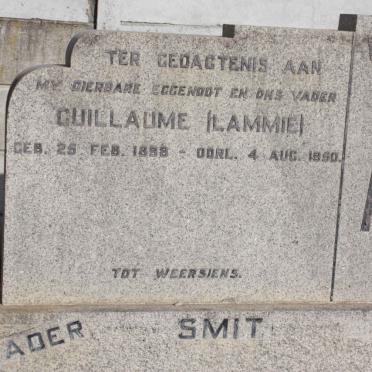 TER GEDAGTENIS AAN
MY DIERBARE EGGENOOT EN ONS VADER
GUILLAUME (LAMMIE)
GEB. 25 FEB. 1888 - OORL. 4 AUG. 1950.
TOT WEERSIENS.
ADER SMIT